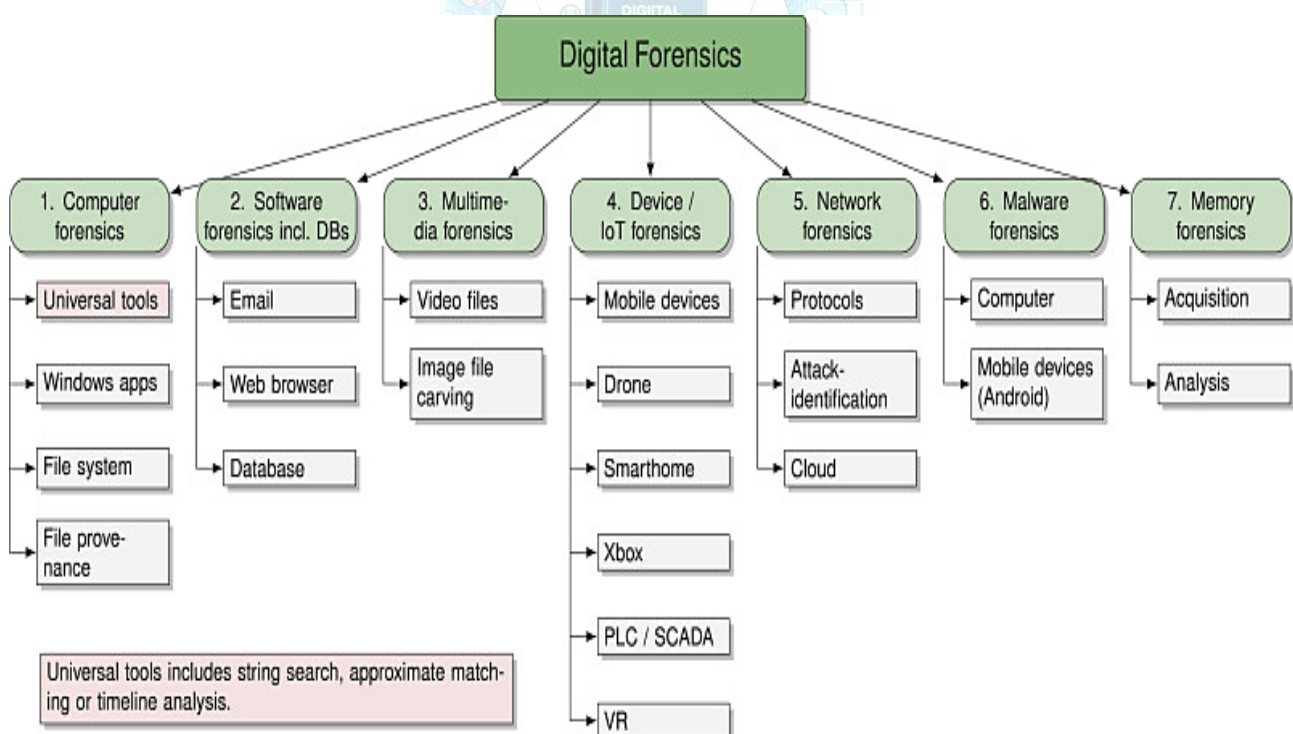 DIGIITAL
Digital Forensics
1. Computer
forensics
Universal tools
Windows apps
File system
File prove-
nance
2. Software
forensics incl. DBs
Email
Web browser
Database
3. Multime-
dia forensics
Video files
Image file
carving
4. Device /
IoT forensics
Mobile devices
Drone
Smarthome
Xbox
PLC / SCADA
VR
5. Network
forensics
Protocols
Attack-
identification
Cloud
6. Malware
forensics
Computer
Mobile devices
(Android)
7. Memory
forensics
Acquisition
Analysis
Universal tools includes string search, approximate match-
ing or timeline analysis.